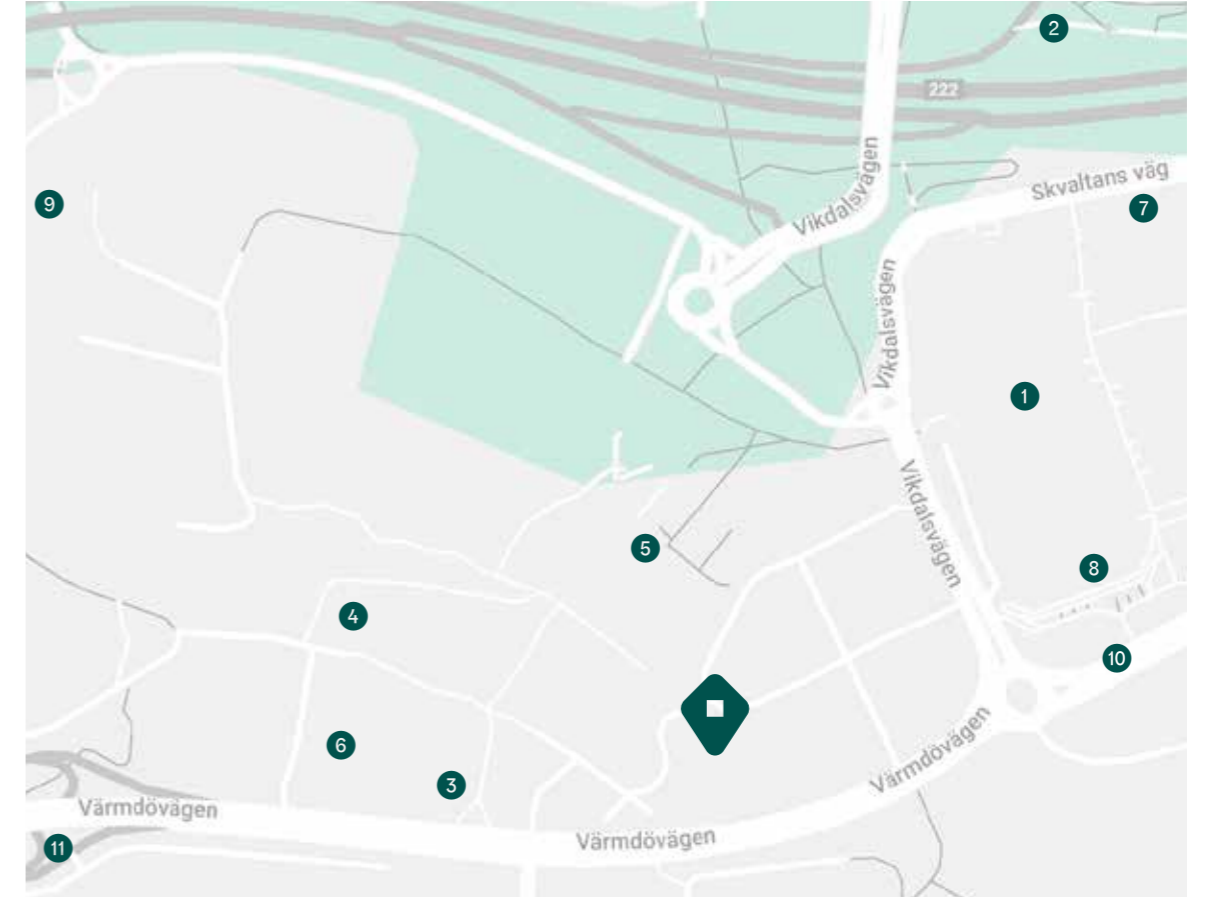 2
222
Vikdalsvägen
Skvaltans väg
7
9
Vikdalsvägen
1
Vikdalsvägen
5
8
4
10
6
Värmdövägen
3
Värmdövägen
Värmdövägen
11